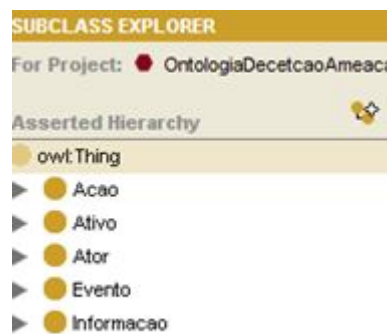 SUBCLASS EXPLORER
For Project: OntologiaDecetcaoAmeaca
Asserted Hierarchy
owl:Thing
Acao
Ativo
Ator
Evento
Informacao